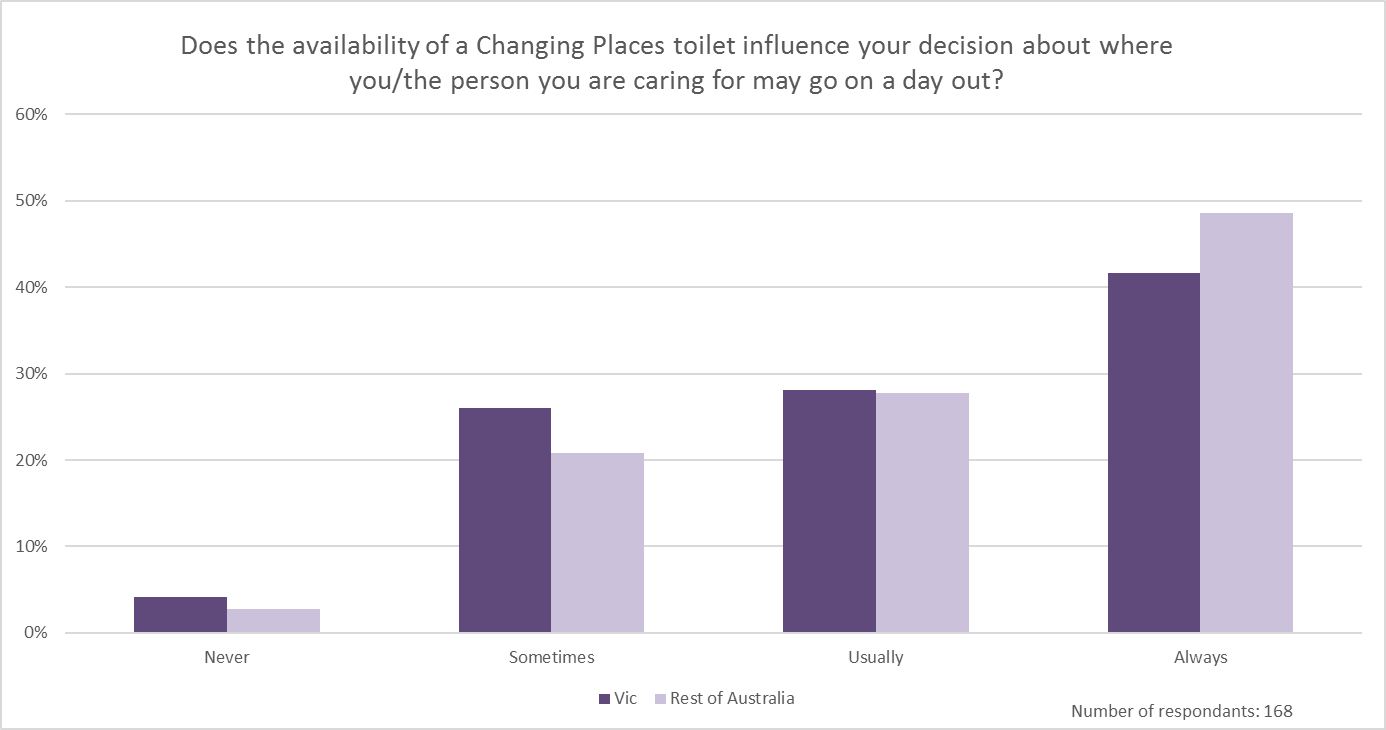 Does the availability of a Changing Places toilet influence your decision about where
you/the person you are caring for may go on a day out?
60%
50%
40%
30%
20%
10%
0%
Never Sometimes Usually Always
Vic Rest of Australia
Number of respondants: 168